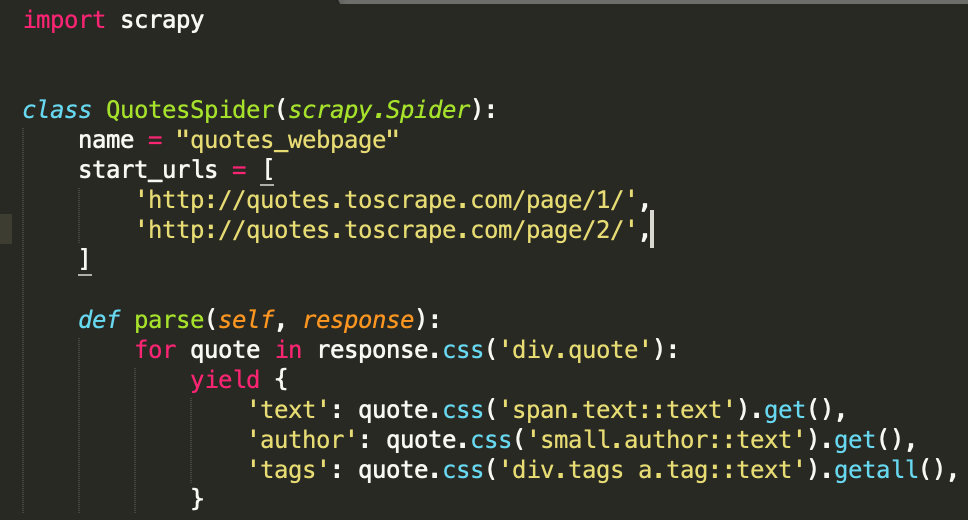 import scrapy
class QuotesSpider(scrapy.Spider):
    name = "quotes_webpage"
    start_urls = [
        'http://quotes.toscrape.com/page/1/',
        'http://quotes.toscrape.com/page/2/',
    ]
    def parse(self, response):
        for quote in response.css('div.quote'):
            yield {
                'text': quote.css('span.text::text').get(),
                'author': quote.css('small.author::text').get(),
                'tags': quote.css('div.tags a.tag::text').getall(),
            }